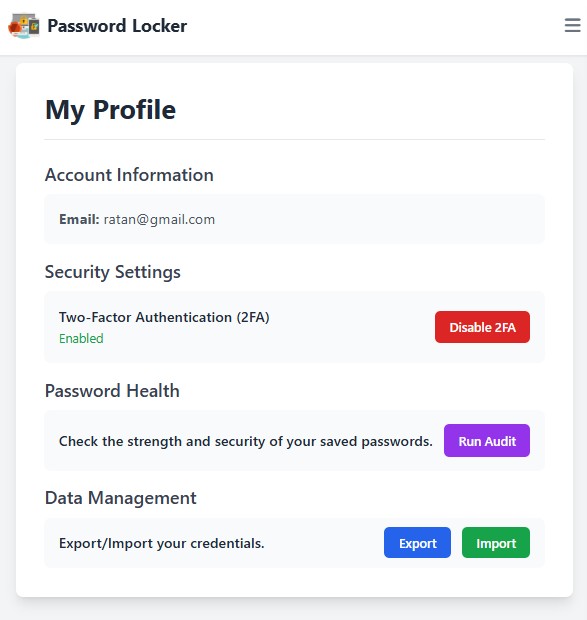 Password Locker
My Profile
Account Information
Email: ratan@gmail.com
Security Settings
Two-Factor Authentication (2FA)
Enabled
Disable 2FA
Password Health
Check the strength and security of your saved passwords.
Run Audit
Data Management
Export/Import your credentials.
Export
Import